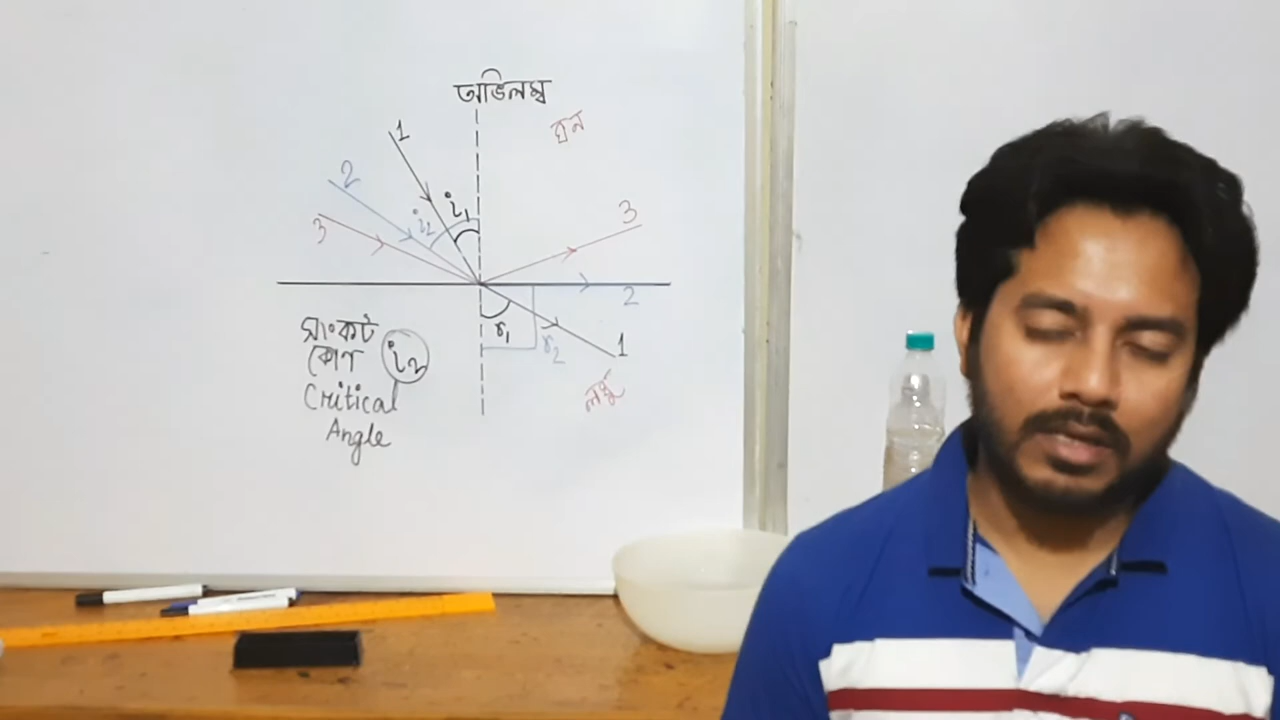 অভিলম্ব
ঘন
1
2
3
i₁
i₂
3
2
r₁
r₂
1
লঘু
সংকট
কোণ i₂
Critical
Angle